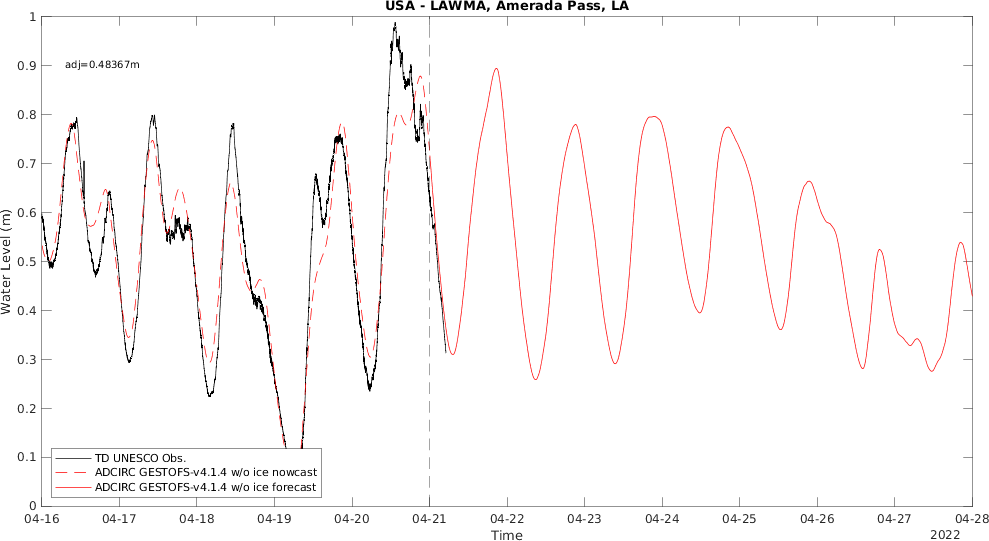 USA - LAWMA, Amerada Pass, LA
1
0.9
0.8
0.7
0.6
0.5
0.4
0.3
0.2
0.1
0
Water Level (m)
adj=0.48367m
TD UNESCO Obs.
ADCIRC GESTOFS-v4.1.4 w/o ice nowcast
ADCIRC GESTOFS-v4.1.4 w/o ice forecast
04-16 04-17 04-18 04-19 04-20 04-21 04-22 04-23 04-24 04-25 04-26 04-27 04-28
Time
2022